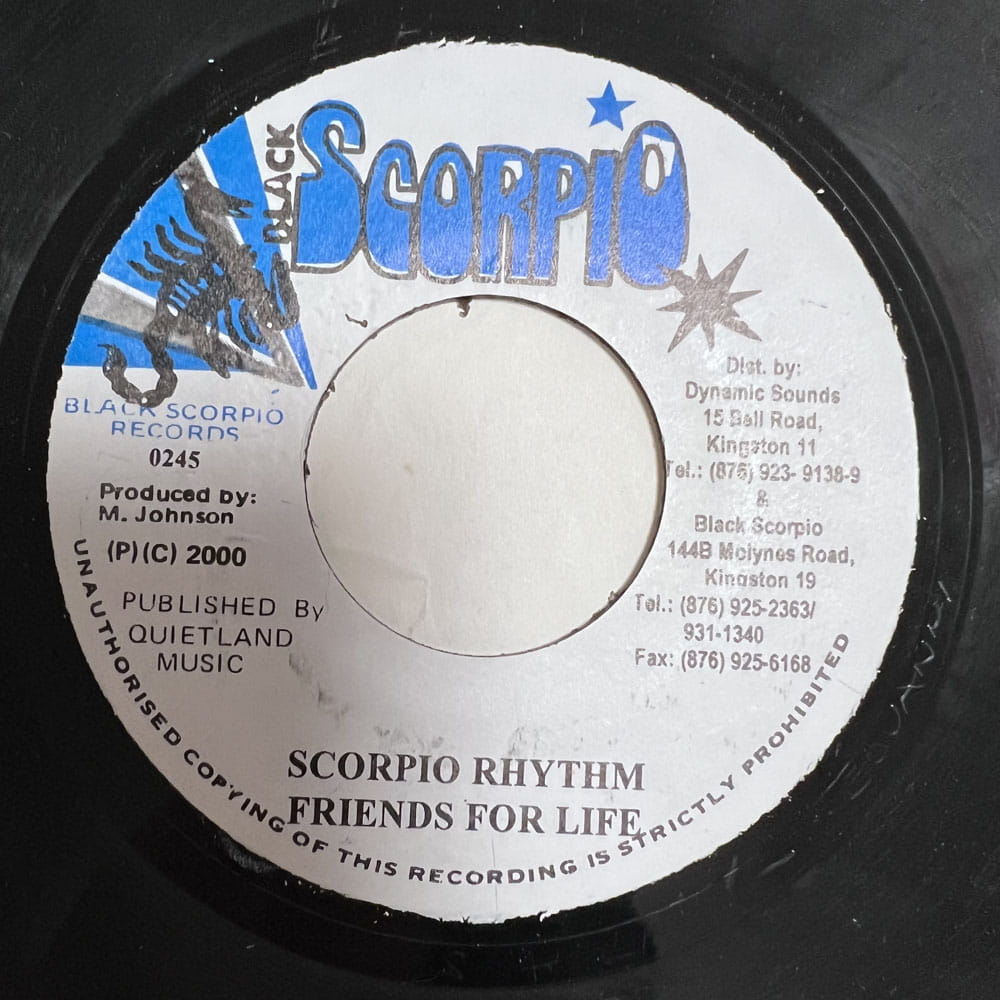 BLACK
SCORPIO
BLACK SCORPIO
RECORDS
0245
Produced by:
M. Johnson
(P)(C) 2000
PUBLISHED By
QUIETLAND
MUSIC
Dist. by:
Dynamic Sounds
15 Bell Road,
Kingston 11
Tel.: (876) 923- 9138-9
&
Black Scorpio
144B Molynes Road,
Kingston 19
Tel.: (876) 925-2363/
931-1340
Fax: (876) 925-6168
SCORPIO RHYTHM
FRIENDS FOR LIFE
UNAUTHORISED COPYING OF THIS RECORDING IS STRICTLY PROHIBITED